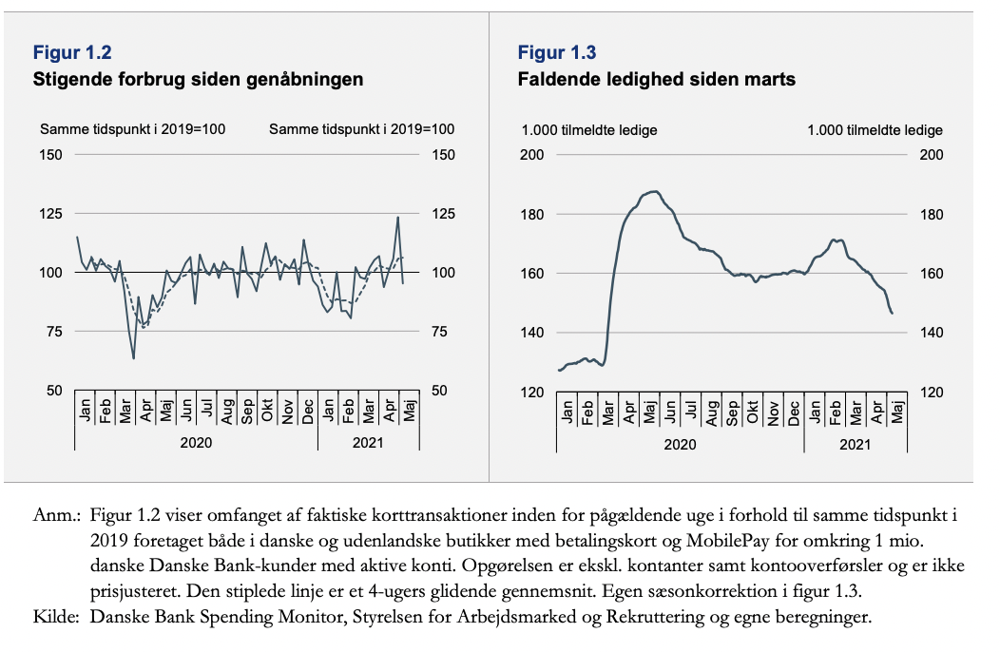 Figur 1.2
Stigende forbrug siden genåbningen
Samme tidspunkt i 2019=100 Samme tidspunkt i 2019=100
150 150
125 125
100 100
75 75
50 50
Jan Feb Mar Apr Maj Jun Jul Aug Sep Okt Nov Dec Jan Feb Mar Apr Maj
2020 2021
Figur 1.3
Faldende ledighed siden marts
1.000 tilmeldte ledige 1.000 tilmeldte ledige
200 200
180 180
160 160
140 140
120 120
Jan Feb Mar Apr Maj Jun Jul Aug Sep Okt Nov Dec Jan Feb Mar Apr Maj
2020 2021
Anm.: Figur 1.2 viser omfanget af faktiske korttransaktioner inden for pågældende uge i forhold til samme tidspunkt i
2019 foretaget både i danske og udenlandske butikker med betalingskort og MobilePay for omkring 1 mio.
danske Danske Bank-kunder med aktive konti. Opgørelsen er ekskl. kontanter samt kontooverførsler og er ikke
prisjusteret. Den stiplede linje er et 4-ugers glidende gennemsnit. Egen sæsonkorrektion i figur 1.3.
Kilde: Danske Bank Spending Monitor, Styrelsen for Arbejdsmarked og Rekruttering og egne beregninger.